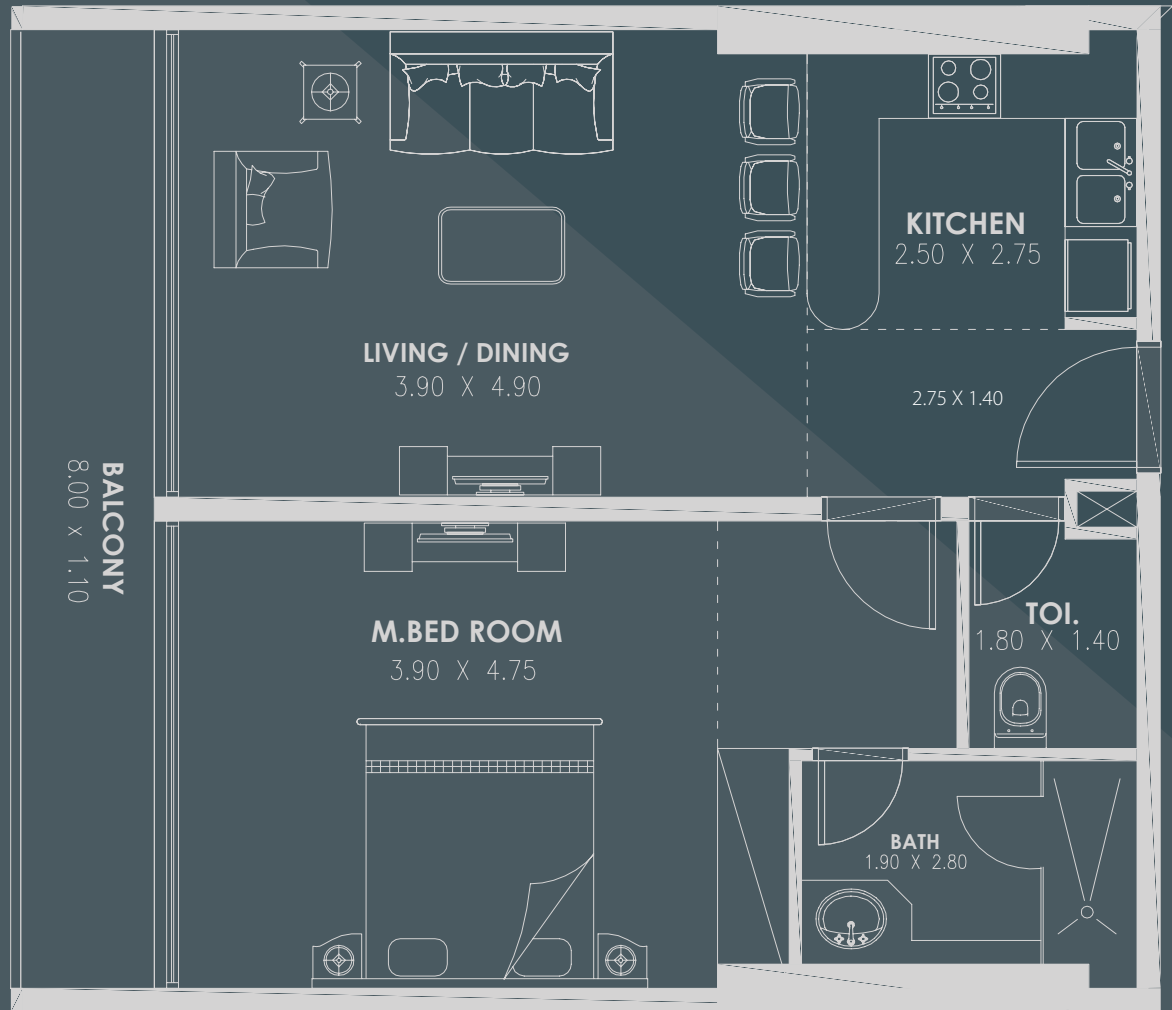 KITCHEN
2.50 X 2.75
LIVING / DINING
3.90 X 4.90
2.75 X 1.40
BALCONY
8.00 x 1.10
M.BED ROOM
3.90 X 4.75
TOI.
1.80 X 1.40
BATH
1.90 X 2.80